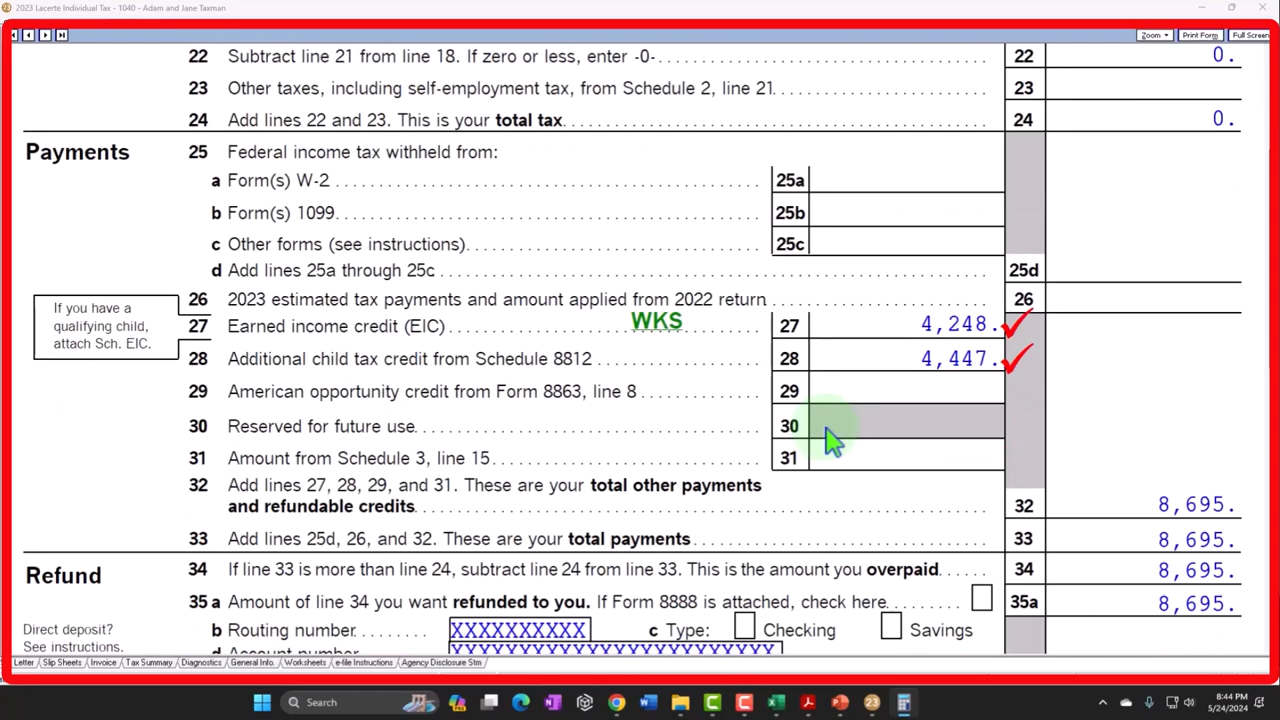 2023 Lacerte Individual Tax - 1040 - Adam and Jane Taxman
Zoom Print Form Full Screen
22 Subtract line 21 from line 18. If zero or less, enter -0- 22 0.
23 Other taxes, including self-employment tax, from Schedule 2, line 21 23
24 Add lines 22 and 23. This is your total tax 24 0.
Payments 25 Federal income tax withheld from:
a Form(s) W-2 25a
b Form(s) 1099 25b
c Other forms (see instructions) 25c
d Add lines 25a through 25c 25d
26 2023 estimated tax payments and amount applied from 2022 return 26
If you have a
qualifying child,
attach Sch. EIC.
27 Earned income credit (EIC) WKS 27 4,248.
28 Additional child tax credit from Schedule 8812 28 4,447.
29 American opportunity credit from Form 8863, line 8 29
30 Reserved for future use 30
31 Amount from Schedule 3, line 15 31
32 Add lines 27, 28, 29, and 31. These are your total other payments
and refundable credits 32 8,695.
33 Add lines 25d, 26, and 32. These are your total payments 33 8,695.
Refund 34 If line 33 is more than line 24, subtract line 24 from line 33. This is the amount you overpaid 34 8,695.
35a Amount of line 34 you want refunded to you. If Form 8888 is attached, check here 35a 8,695.
Direct deposit?
See instructions.
b Routing number XXXXXXXXXX c Type: Checking Savings
d Account number XXXXXXXXXXXXXXXXXXXXXXXX
Letter Slip Sheets Invoice Tax Summary Diagnostics General Info. Worksheets e-file Instructions Agency Disclosure Stm
Search
8:44 PM
5/24/2024